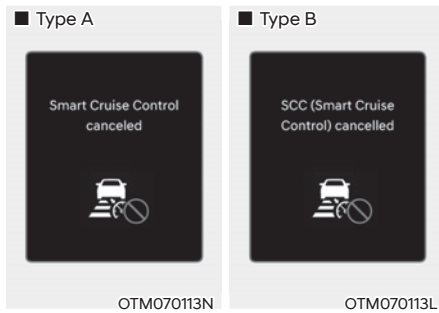 ■ Type A
Smart Cruise Control
canceled
OTM070113N
■ Type B
SCC (Smart Cruise
Control) cancelled
OTM070113L